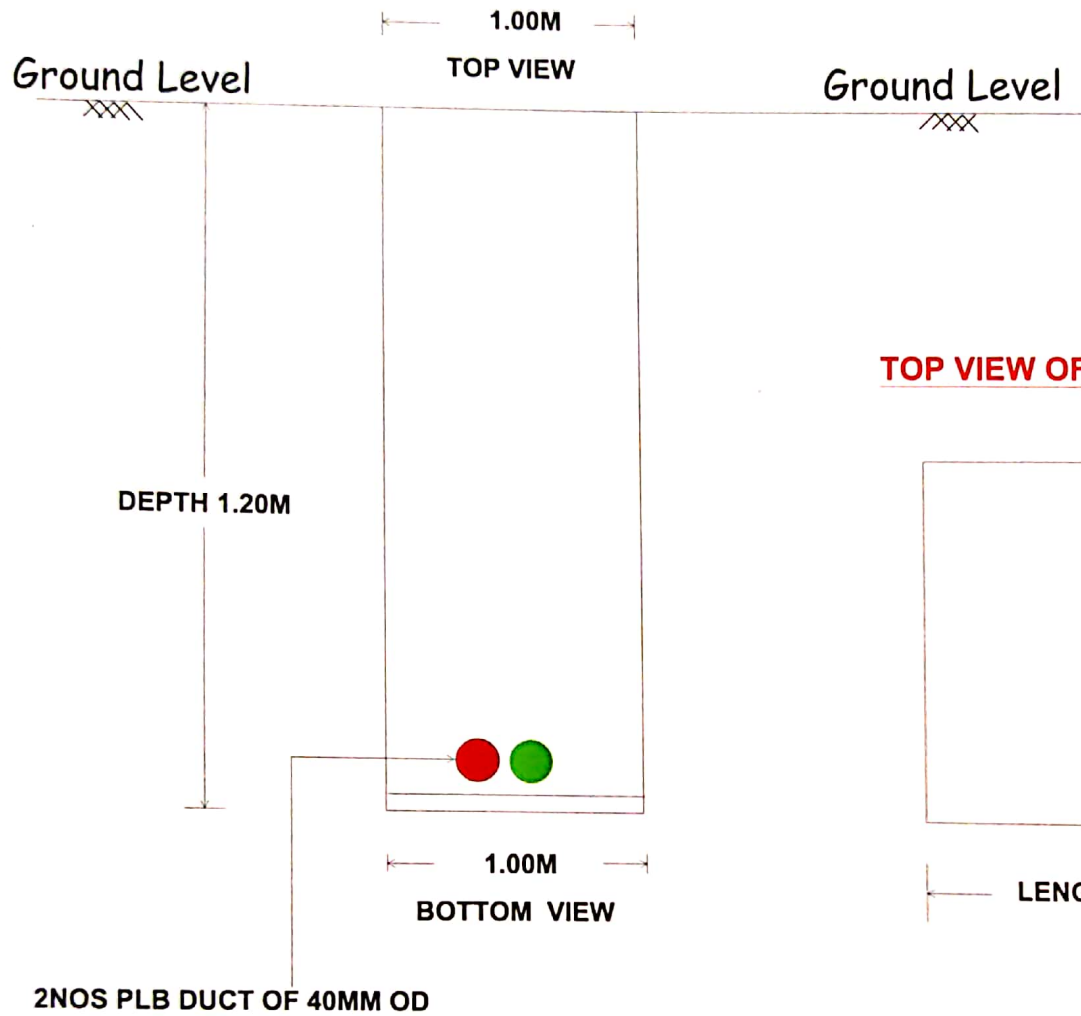 1.00M
TOP VIEW
Ground Level
Ground Level
TOP VIEW OF
DEPTH 1.20M
1.00M
BOTTOM VIEW
LENG
2NOS PLB DUCT OF 40MM OD